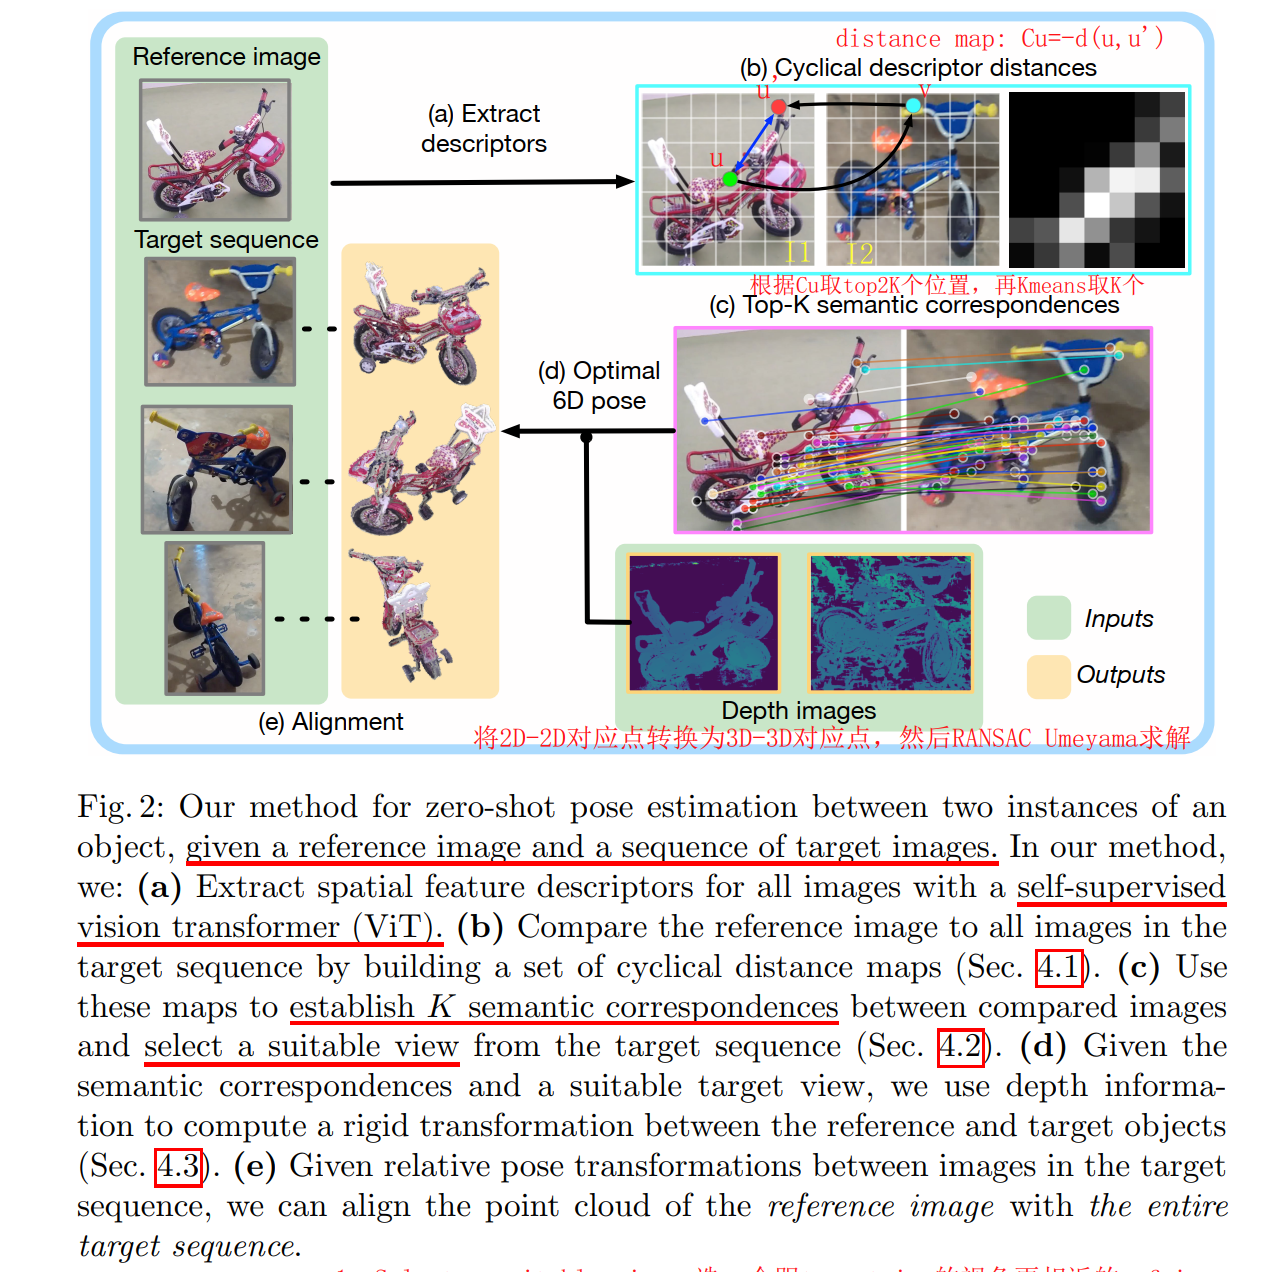 distance map: Cu=-d(u,u')
Reference image
(b) Cyclical descriptor distances
(a) Extract
descriptors
u'
v
u
I1
I2
Target sequence
根据Cu取top2K个位置，再Kmeans取K个
(c) Top-K semantic correspondences
(d) Optimal
6D pose
Inputs
Outputs
Depth images
(e) Alignment
将2D-2D对应点转换为3D-3D对应点，然后RANSAC Umeyama求解
Fig. 2: Our method for zero-shot pose estimation between two instances of an
object, given a reference image and a sequence of target images. In our method,
we: (a) Extract spatial feature descriptors for all images with a self-supervised
vision transformer (ViT). (b) Compare the reference image to all images in the
target sequence by building a set of cyclical distance maps (Sec. 4.1). (c) Use
these maps to establish K semantic correspondences between compared images
and select a suitable view from the target sequence (Sec. 4.2). (d) Given the
semantic correspondences and a suitable target view, we use depth informa-
tion to compute a rigid transformation between the reference and target objects
(Sec. 4.3). (e) Given relative pose transformations between images in the target
sequence, we can align the point cloud of the reference image with the entire
target sequence.